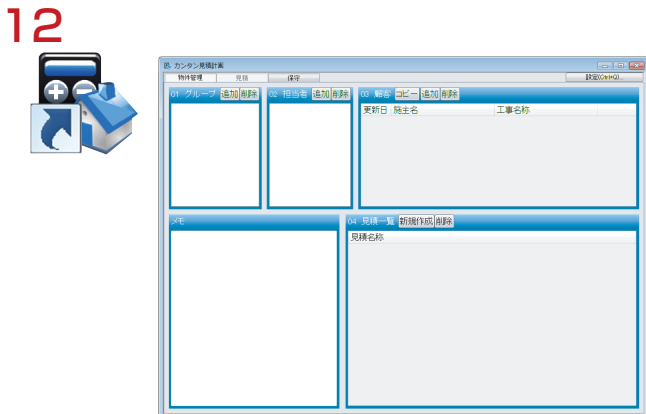 12
カンタン見積計画
物件管理 見積 保守 設定(Ctrl+Q)...
01 グループ 追加 削除 02 担当者 追加 削除 03 顧客 コピー 追加 削除
更新日 施主名 工事名称
メモ 04 見積一覧 新規作成 削除
見積名称